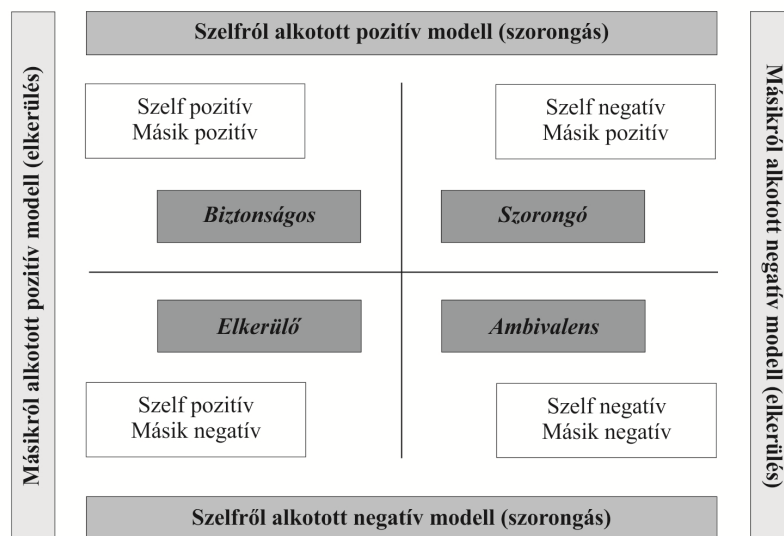 Szelfról alkotott pozitív modell (szorongás)
Másikról alkotott pozitív modell (elkerülés)
Szelf pozitív
Másik pozitív
Szelf negatív
Másik pozitív
Biztonságos
Szorongó
Elkerülő
Ambivalens
Szelf pozitív
Másik negatív
Szelf negatív
Másik negatív
Másikról alkotott negatív modell (elkerülés)
Szelfről alkotott negatív modell (szorongás)